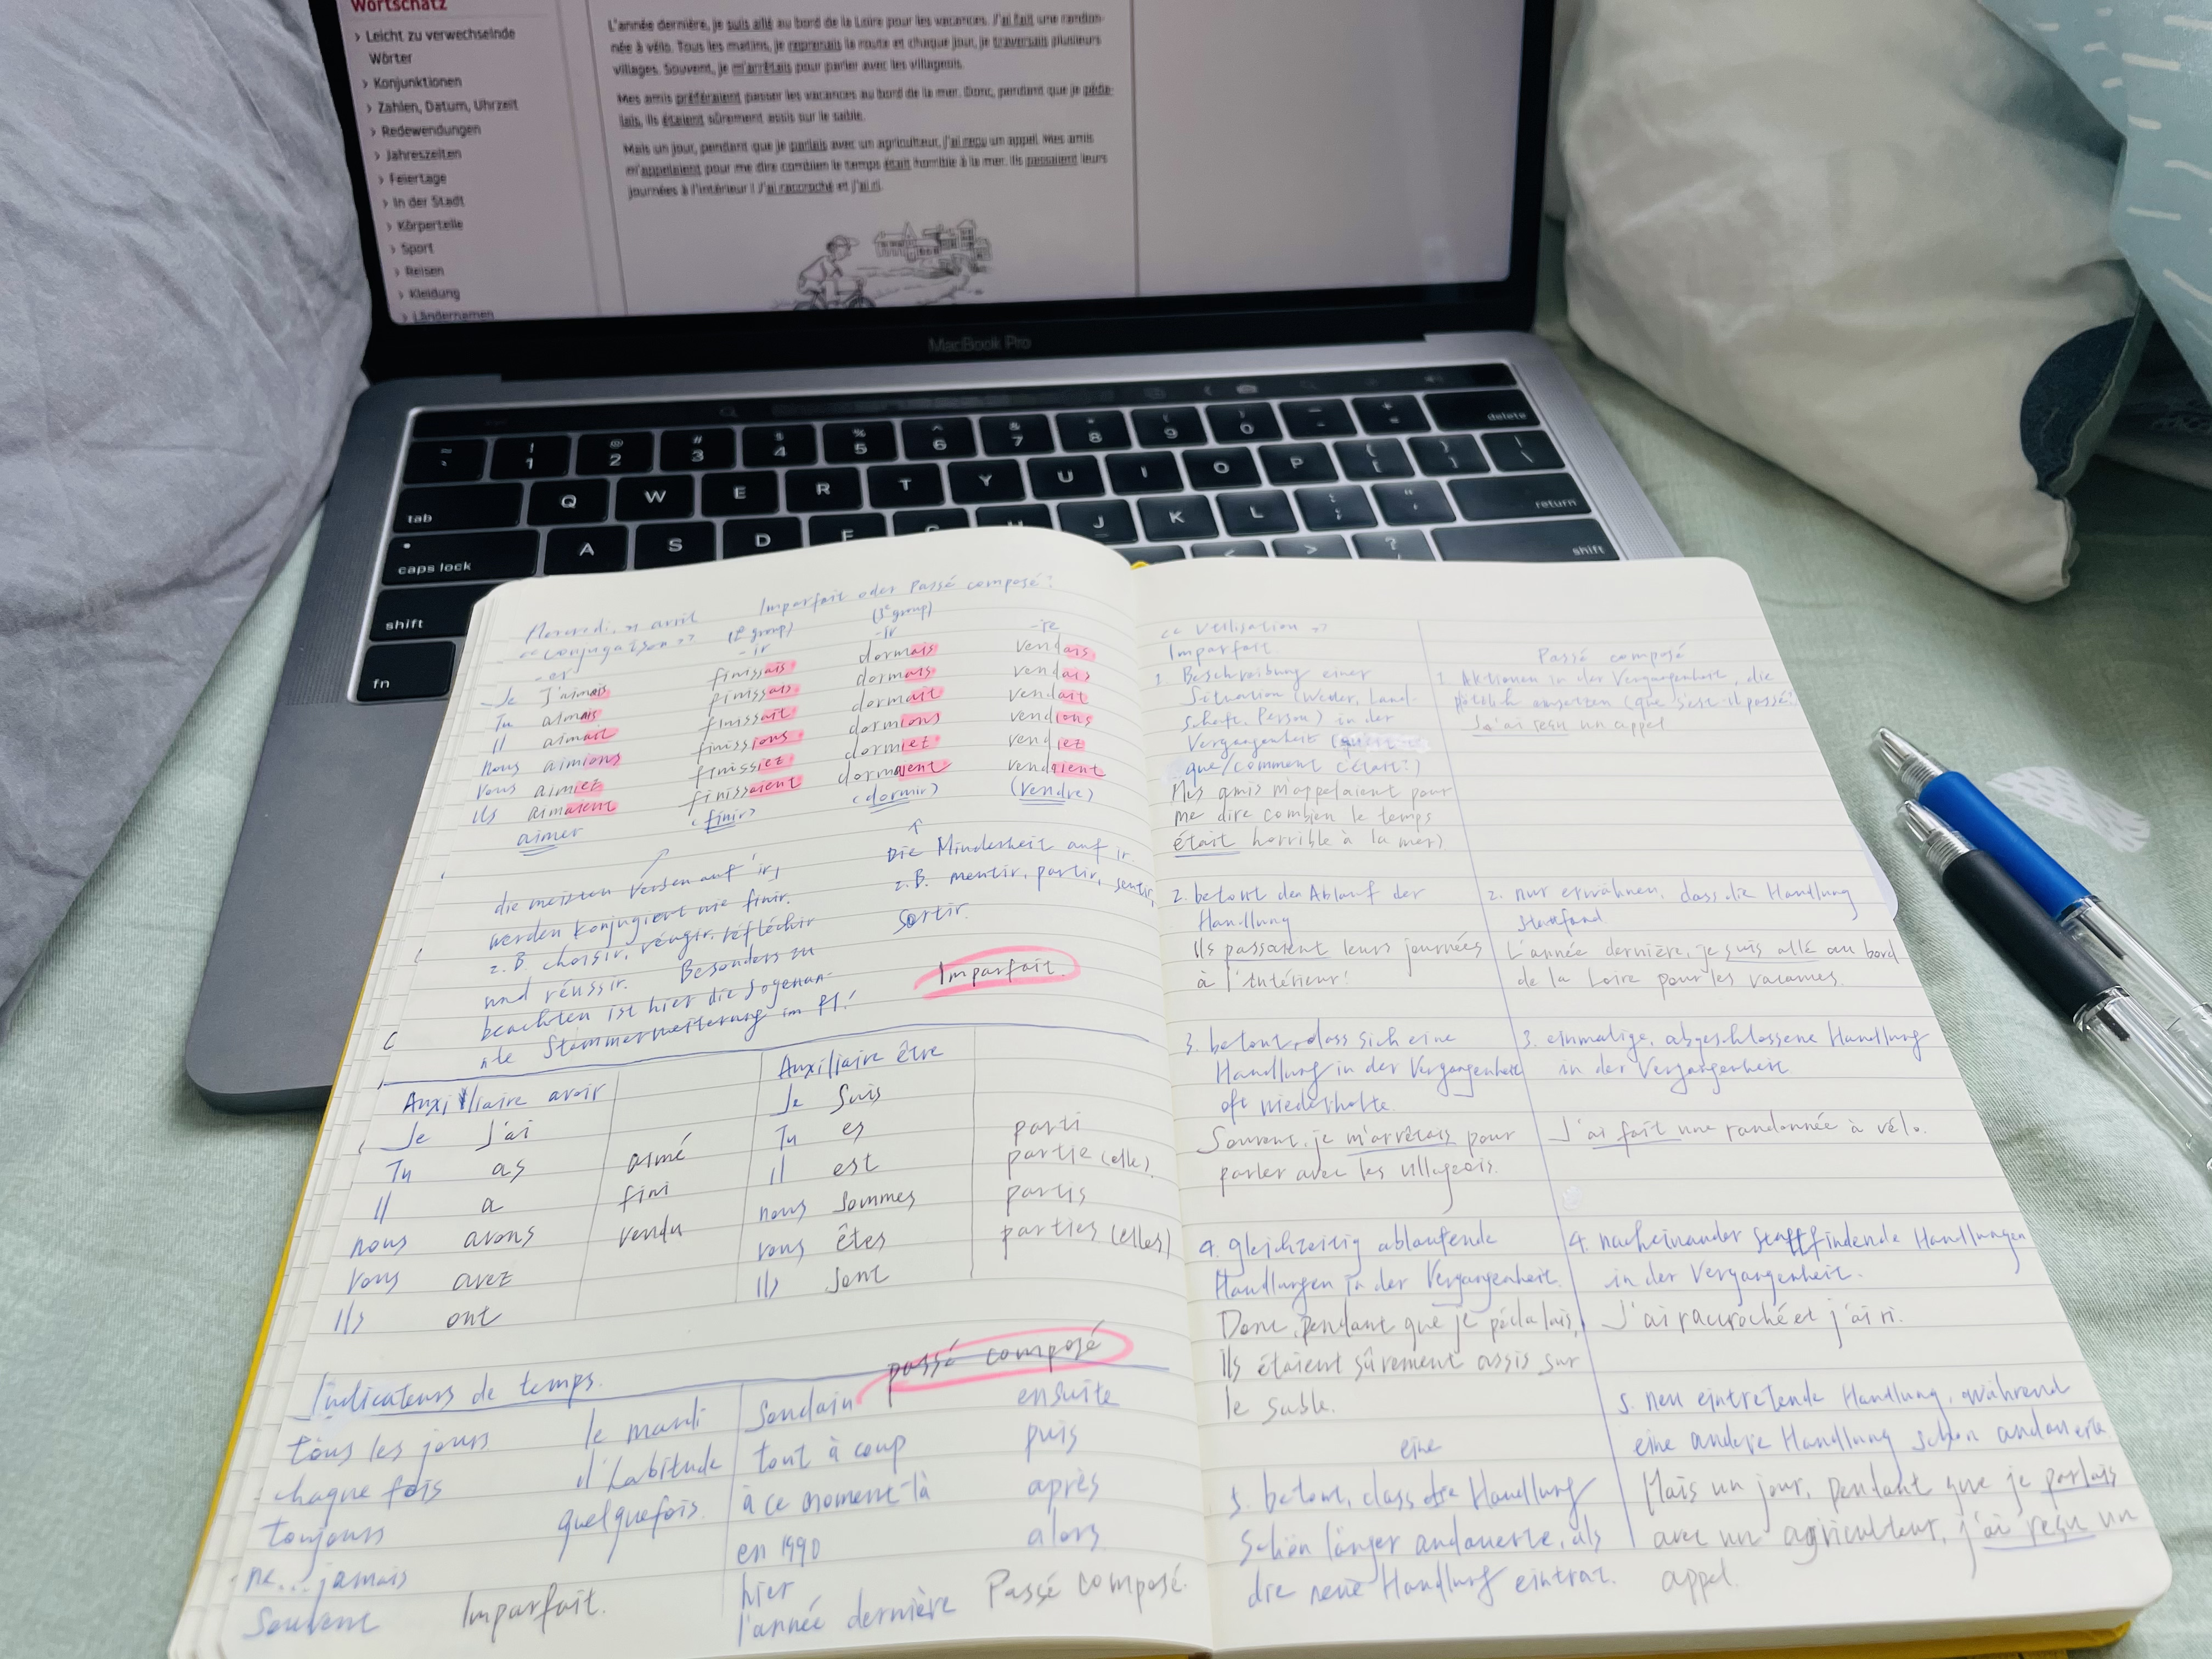 Wortschatz
› Leicht zu verwechselnde
Wörter
› Konjunktionen
› Zahlen, Datum, Uhrzeit
› Redewendungen
› Jahreszeiten
› Feiertage
› In der Stadt
› Körperteile
› Sport
› Reisen
› Kleidung
› Ländernamen
L'année dernière, je suis allé au bord de la Loire pour les vacances. J'ai fait une randon-
née à vélo. Tous les matins, je reprenais la route et chaque jour, je traversais plusieurs
villages. Souvent, je m'arrêtais pour parler avec les villageois.
Mes amis préféraient passer les vacances au bord de la mer. Donc, pendant que je péda-
lais, ils étaient sûrement assis sur le sable.
Mais un jour, pendant que je parlais avec un agriculteur, j'ai reçu un appel. Mes amis
m'appelaient pour me dire combien le temps était horrible à la mer. Ils passaient leurs
journées à l'intérieur ! J'ai raccroché et j'ai ri.
MacBook Pro
~ ` ! 1 @ 2 # 3 $ 4 % 5 ^ 6 & 7 * 8 ( 9 ) 0 _ - + = delete
tab Q W E R T Y U I O P { [ } ] | \
caps lock A S D F G H J K L : ; " ' return
shift < > ? shift
fn
Mercredi, avril Imparfait oder Passé composé?
<<Conjugaison>> (2e group) (3e group)
-er -ir -ir -re
Je J'aimais finissais dormais vendais
Tu aimais finissais dormais vendais
Il aimait finissait dormait vendait
Nous aimions finissions dormions vendions
Vous aimiez finissiez dormiez vendiez
Ils aimaient finissaient dormaient vendaient
aimer (finir) (dormir) (vendre)
die meisten Verben auf ir,
werden konjugiert wie finir.
z.B. choisir, réagir, réfléchir
und réussir. Besonders zu
beachten ist hier die sogenan-
nte Stammerweiterung im Pl!
Die Minderheit auf ir.
z.B. mentir, partir, sentir,
sortir.
Imparfait.
Auxiliaire avoir Auxiliaire être
Je J'ai Je suis
Tu as aimé Tu es parti
Il a fini Il est partie (elle)
nous avons vendu nous sommes partis
vous avez vous êtes parties (elles)
Ils ont Ils sont
passé composé
Indicateurs de temps.
tous les jours le mardi soudain ensuite
chaque fois d'habitude tout à coup puis
toujours quelquefois. à ce moment-là après
ne...jamais en 1990 alors
Souvent Imparfait. hier
l'année dernière Passé composé.
<< Utilisation >>
Imparfait
1. Beschreibung einer
Situation (Wetter, Land-
schaft, Person) in der
Vergangenheit
que/comment c'était?)
Mes amis m'appelaient pour
me dire combien le temps
était horrible à la mer)
2. betont den Ablauf der
Handlung
Ils passaient leurs journées
à l'intérieur!
3. betont, dass sich eine
Handlung in der Vergangenheit
oft wiederholte.
Souvent, je m'arrêtais pour
parler avec les villageois.
4. gleichzeitig ablaufende
Handlungen in der Vergangenheit.
Donc, pendant que je pédalais,
ils étaient sûrement assis sur
le sable.
eine
5. betont, dass die Handlung
schon länger andauerte, als
die neue Handlung eintrat.
Passé composé
1. Aktionen in der Vergangenheit, die
plötzlich einsetzen (que s'est-il passé?
J'ai reçu un appel
2. nur erwähnen, dass die Handlung
stattfand.
L'année dernière, je suis allé au bord
de la Loire pour les vacances.
3. einmalige, abgeschlossene Handlung
in der Vergangenheit
J'ai fait une randonnée à vélo.
4. nacheinander stattfindende Handlungen
in der Vergangenheit.
J'ai raccroché et j'ai ri.
5. neu eintretende Handlung, während
eine andere Handlung schon andauerte
Mais un jour, pendant que je parlais
avec un agriculteur, j'ai reçu un
appel.